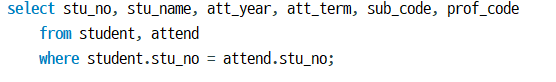 select stu_no, stu_name, att_year, att_term, sub_code, prof_code
from student, attend
where student.stu_no = attend.stu_no;